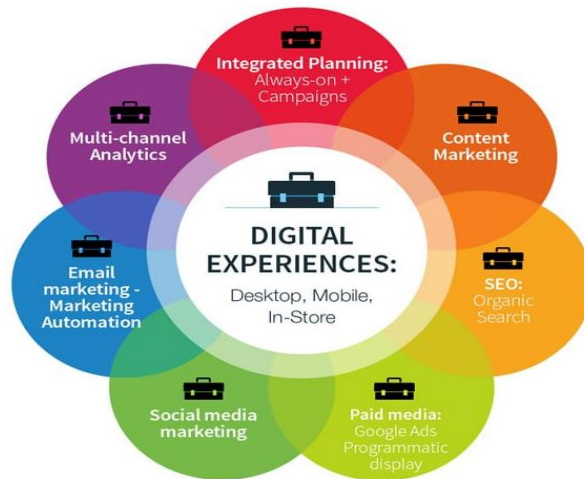 Integrated Planning:
Always-on +
Campaigns
Content
Marketing
SEO:
Organic
Search
Paid media:
Google Ads
Programmatic
display
Social media
marketing
Email
marketing -
Marketing
Automation
Multi-channel
Analytics
DIGITAL
EXPERIENCES:
Desktop, Mobile,
In-Store